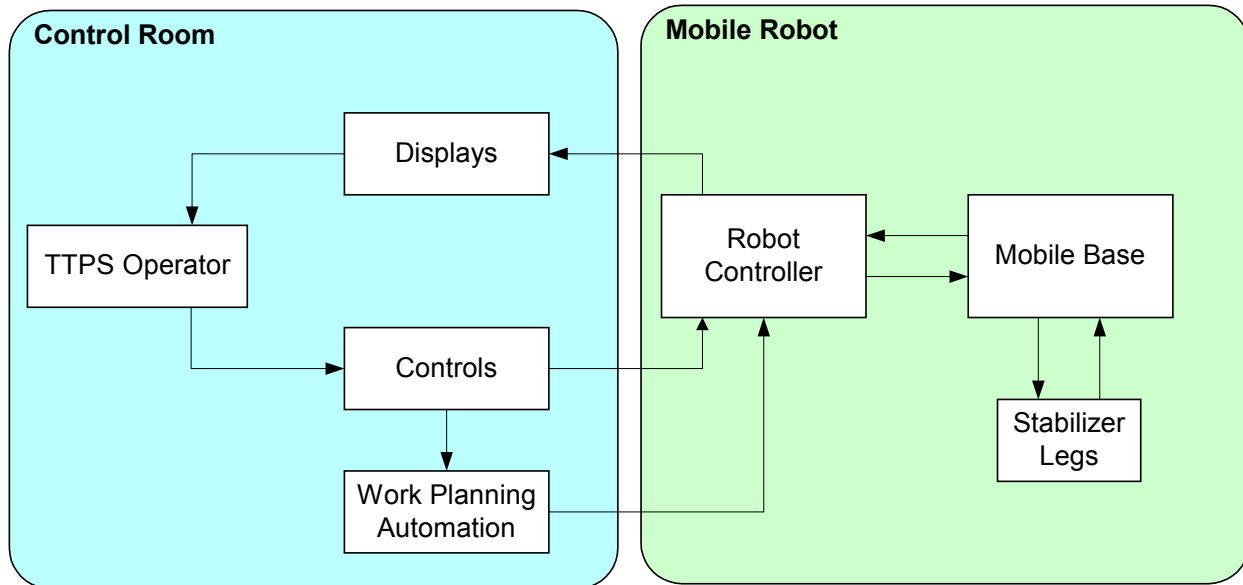 Control Room
Mobile Robot
Displays
TTPS Operator
Robot
Controller
Mobile Base
Controls
Stabilizer
Legs
Work Planning
Automation